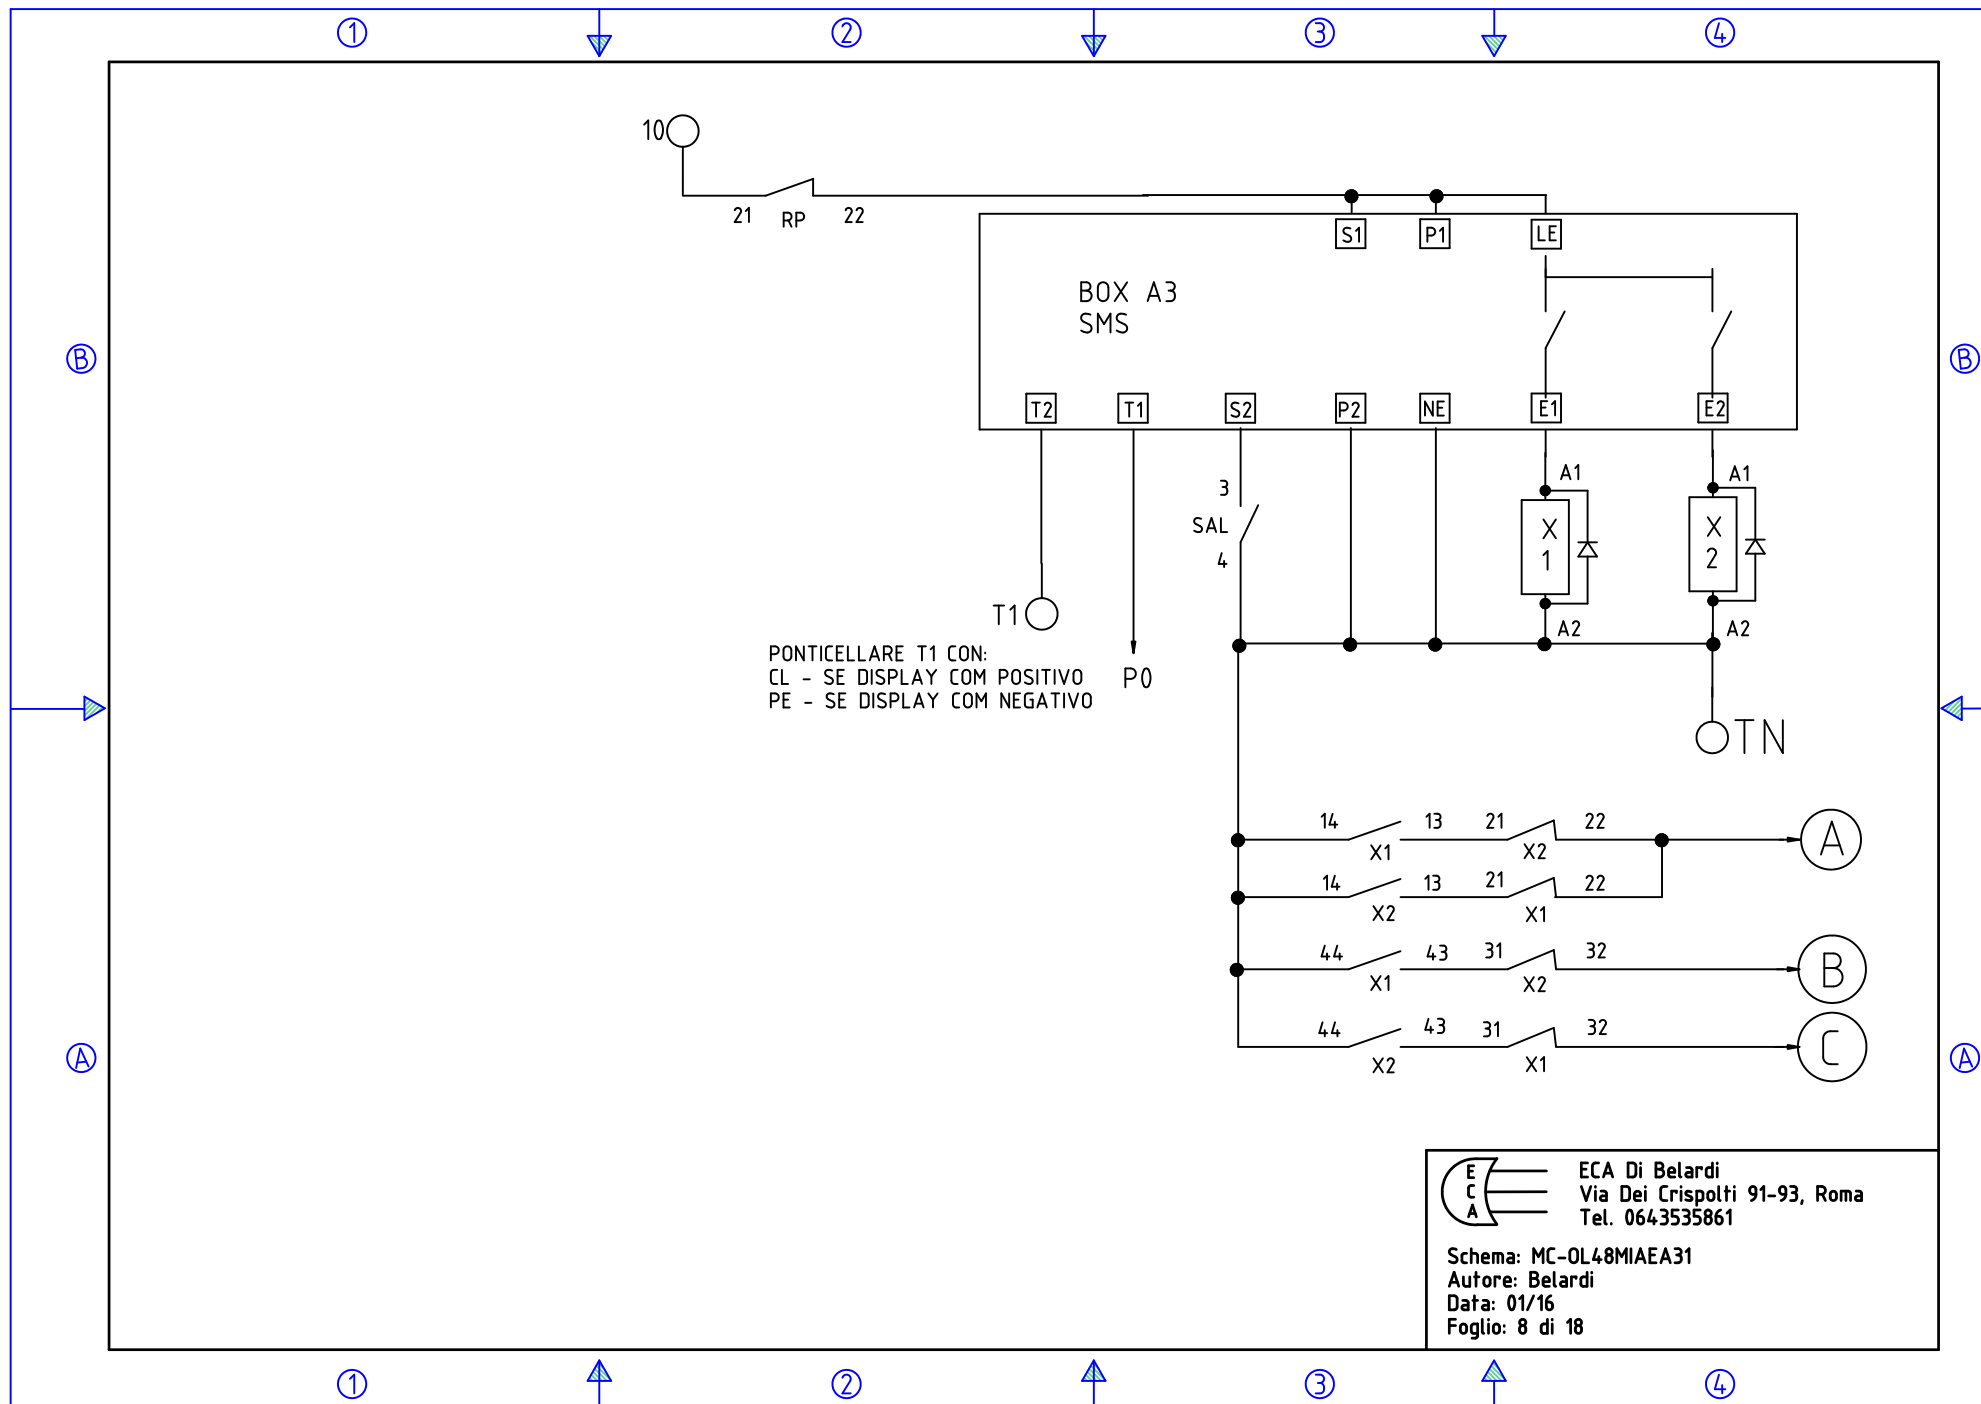 1 2 3 4
10
21 RP 22
S1 P1 LE
BOX A3
SMS
B B
T2 T1 S2 P2 NE E1 E2
A1 A1
3
SAL
4
X
1
X
2
T1
A2 A2
PONTICELLARE T1 CON:
CL - SE DISPLAY COM POSITIVO
PE - SE DISPLAY COM NEGATIVO
P0
TN
14 13 21 22
X1 X2
A
14 13 21 22
X2 X1
44 43 31 32
X1 X2
B
44 43 31 32
X2 X1
C
A A
E
C
A
ECA Di Belardi
Via Dei Crispolti 91-93, Roma
Tel. 0643535861
Schema: MC-OL48MIAEA31
Autore: Belardi
Data: 01/16
Foglio: 8 di 18
1 2 3 4